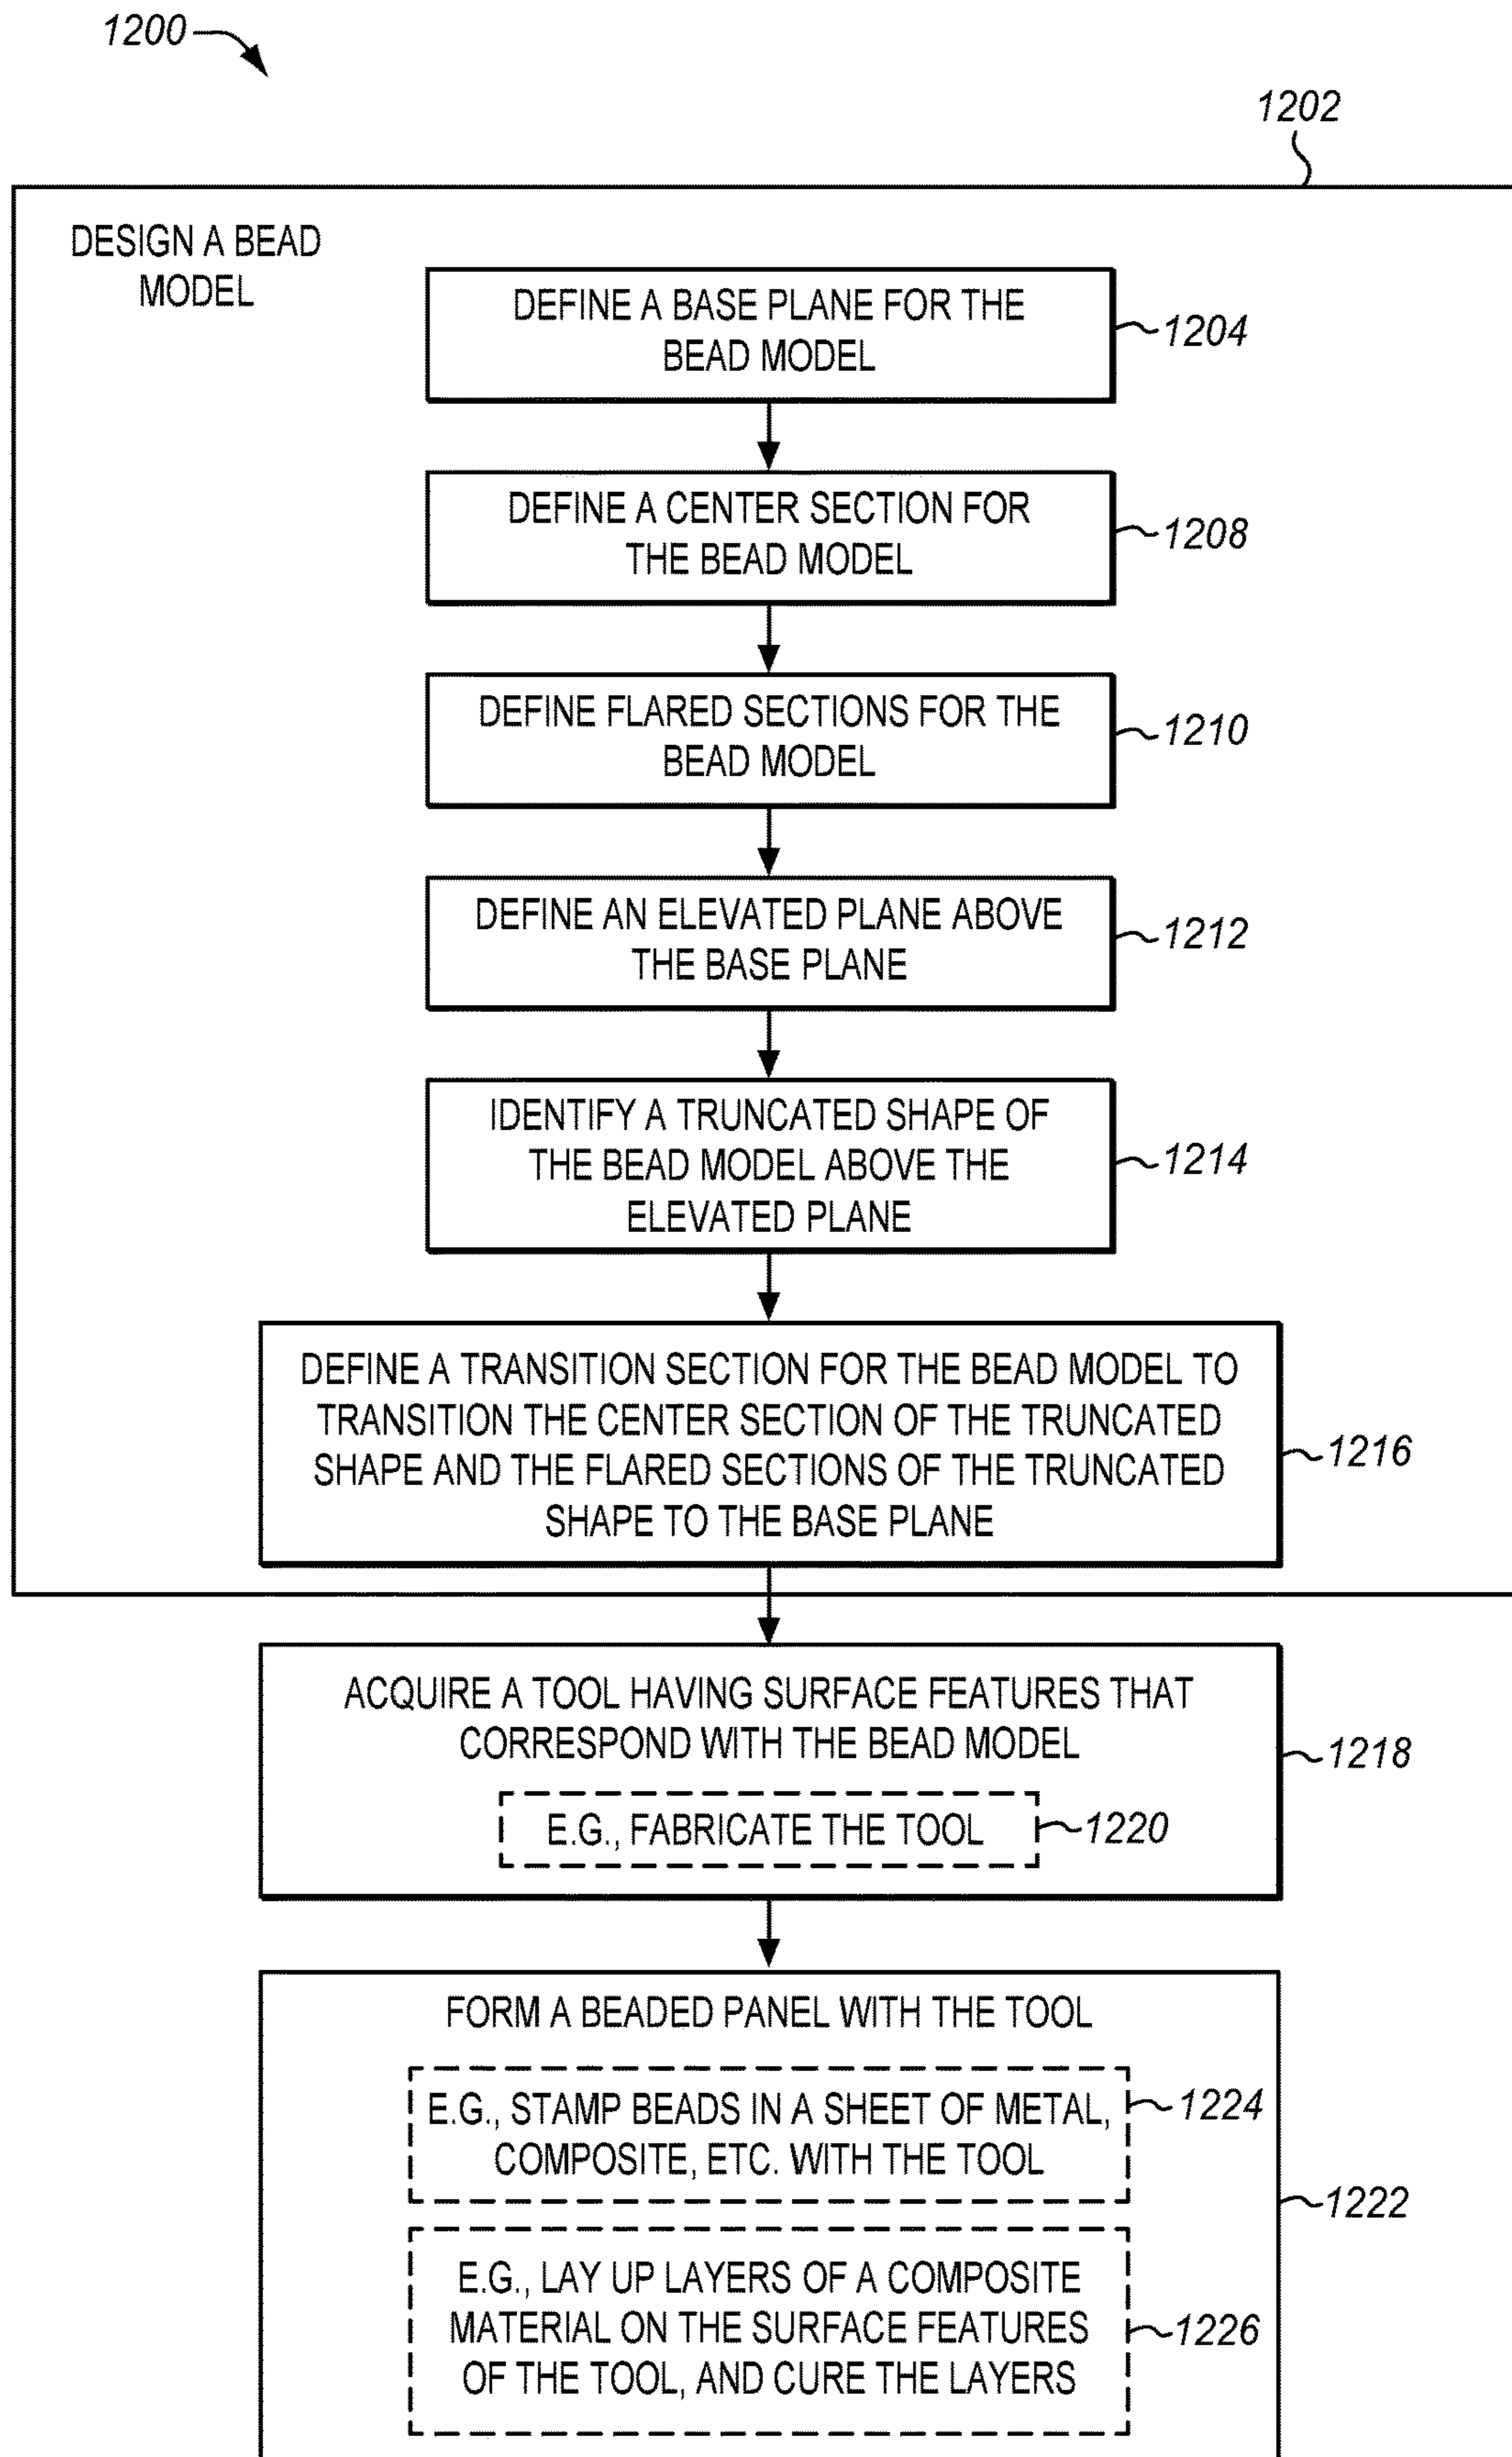 1200
1202
DESIGN A BEAD
MODEL
DEFINE A BASE PLANE FOR THE
BEAD MODEL
1204
DEFINE A CENTER SECTION FOR
THE BEAD MODEL
1208
DEFINE FLARED SECTIONS FOR THE
BEAD MODEL
1210
DEFINE AN ELEVATED PLANE ABOVE
THE BASE PLANE
1212
IDENTIFY A TRUNCATED SHAPE OF
THE BEAD MODEL ABOVE THE
ELEVATED PLANE
1214
DEFINE A TRANSITION SECTION FOR THE BEAD MODEL TO
TRANSITION THE CENTER SECTION OF THE TRUNCATED
SHAPE AND THE FLARED SECTIONS OF THE TRUNCATED
SHAPE TO THE BASE PLANE
1216
ACQUIRE A TOOL HAVING SURFACE FEATURES THAT
CORRESPOND WITH THE BEAD MODEL
1218
E.G., FABRICATE THE TOOL
1220
FORM A BEADED PANEL WITH THE TOOL
E.G., STAMP BEADS IN A SHEET OF METAL,
COMPOSITE, ETC. WITH THE TOOL
1224
1222
E.G., LAY UP LAYERS OF A COMPOSITE
MATERIAL ON THE SURFACE FEATURES
OF THE TOOL, AND CURE THE LAYERS
1226